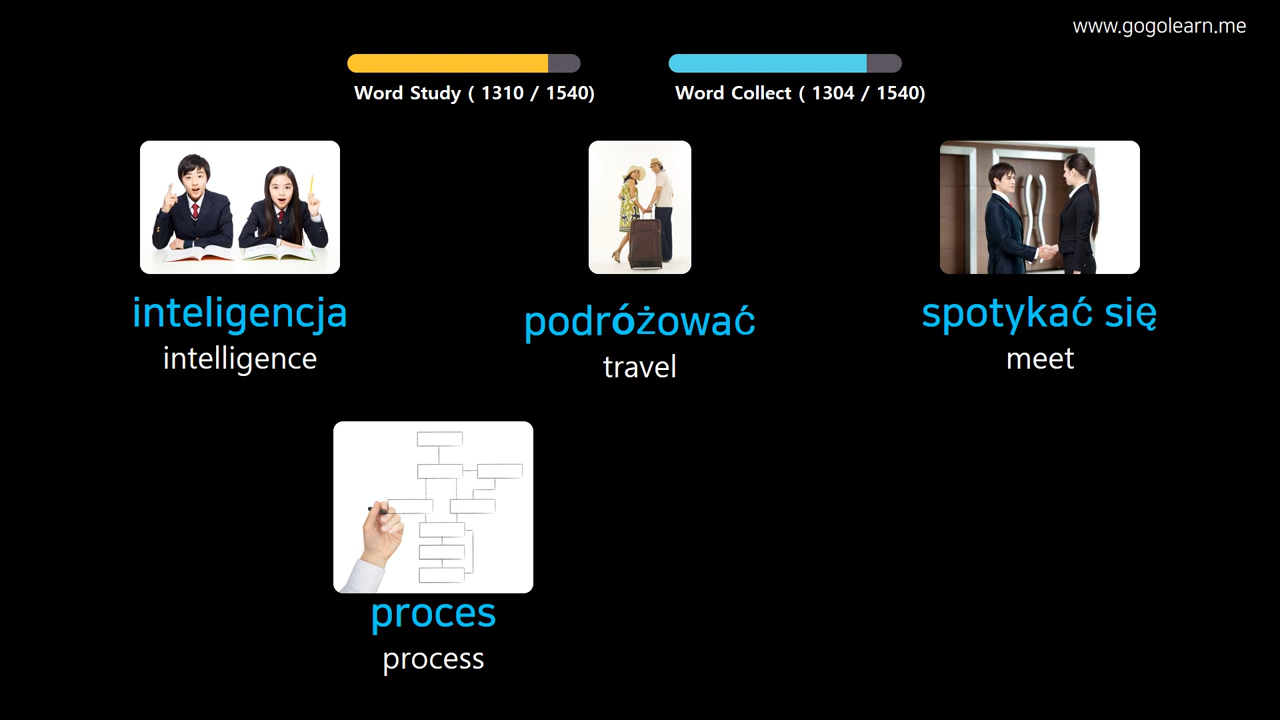 www.gogolearn.me
Word Study ( 1310 / 1540)
Word Collect ( 1304 / 1540)
inteligencja
intelligence
podróżować
travel
spotykać się
meet
proces
process